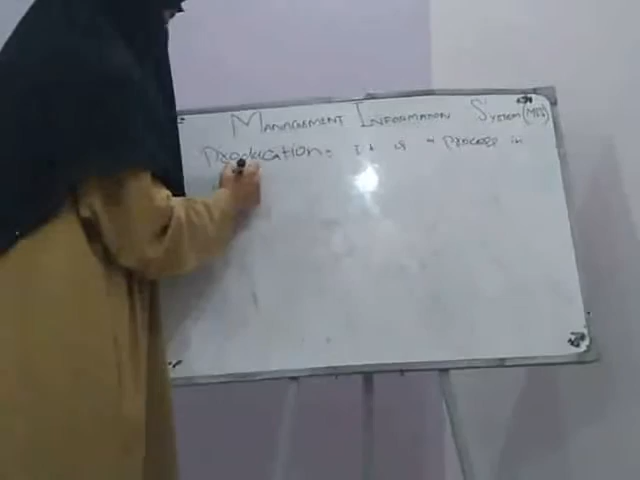 MANAGEMENT INFORMATION SYSTEM (MIS)
Production: It is a process in